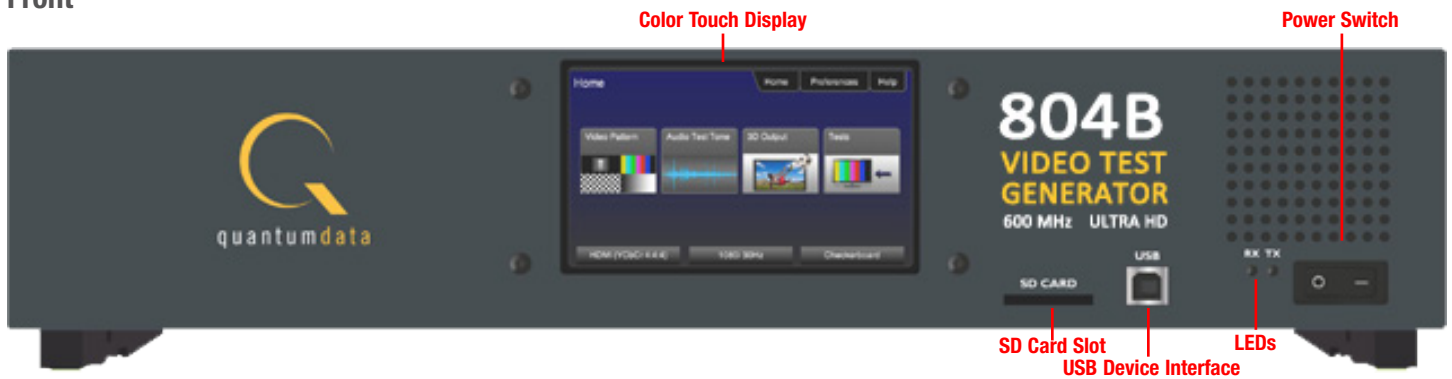 Front
Color Touch Display
Power Switch
Home
Home Preferences Help
Video Pattern Audio Test Tone 3D Output Tests
HDMI (YCbCr 4:4:4) 1080i 30Hz Checkerboard
quantumdata
804B
VIDEO TEST
GENERATOR
600 MHz ULTRA HD
USB
RX TX
SD CARD
SD Card Slot
LEDs
USB Device Interface